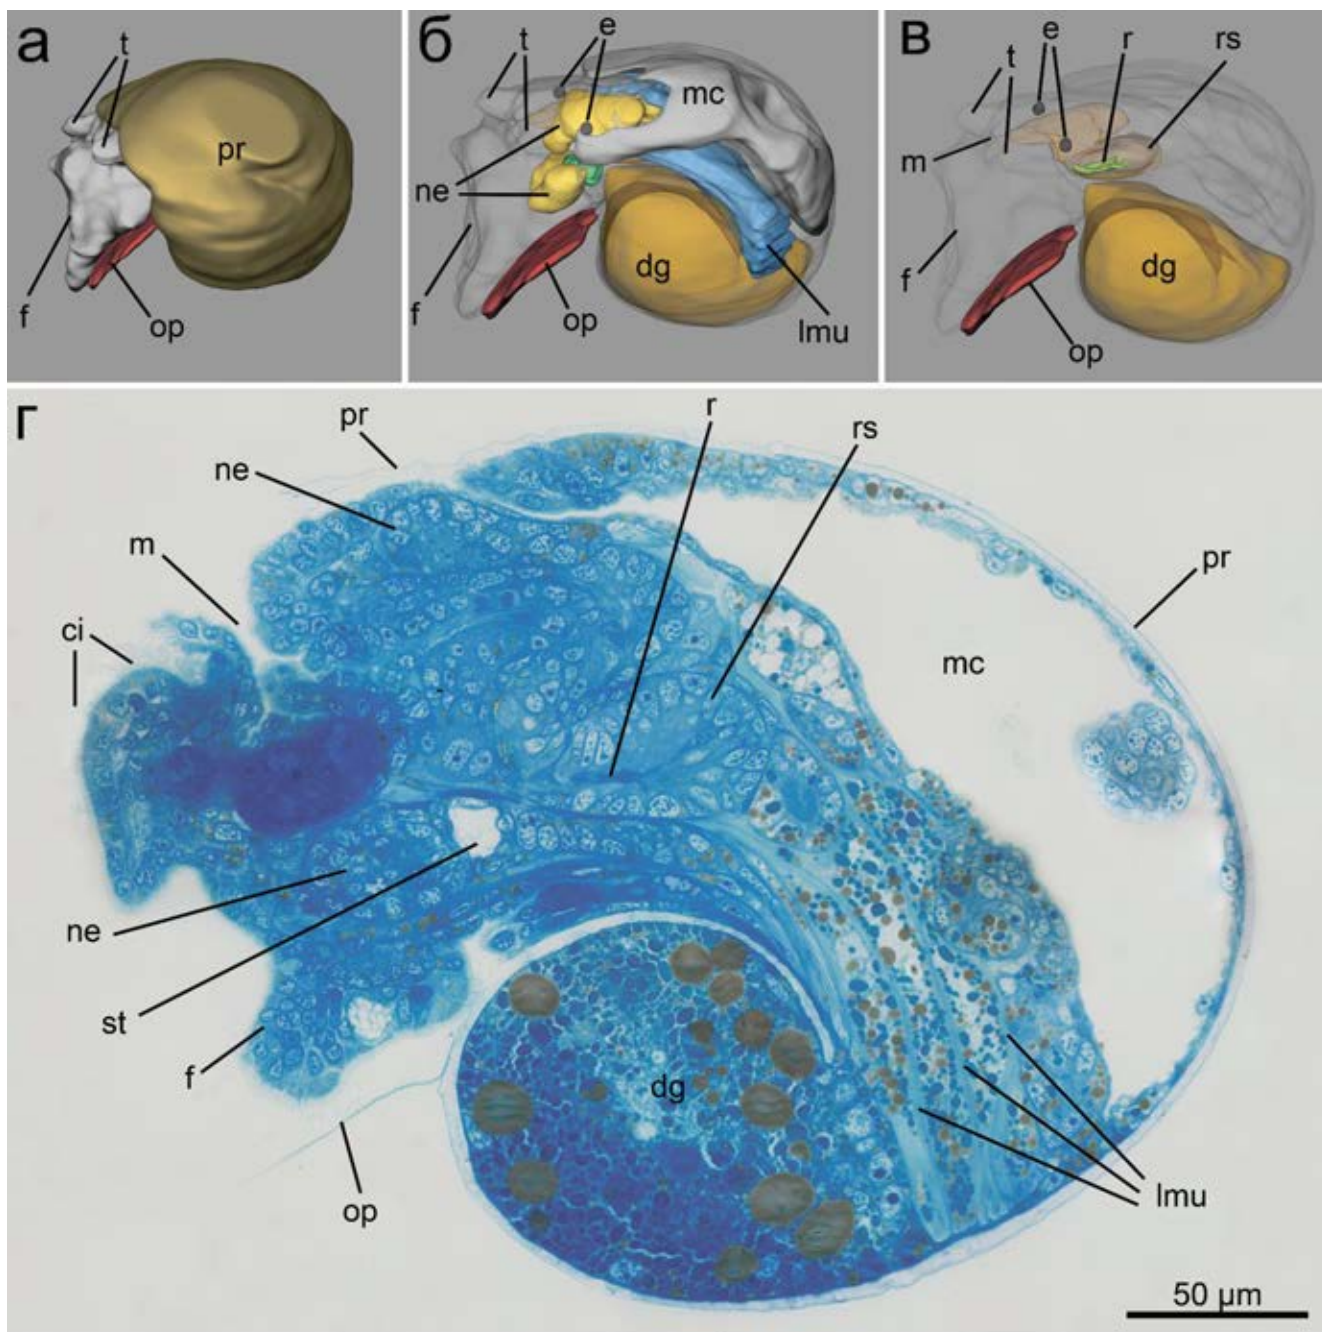 а
t
pr
f
op
б
t
e
mc
ne
f
dg
op
lmu
в
t
e
r
rs
m
f
dg
op
г
pr
r
rs
ne
m
pr
ci
mc
ne
st
f
dg
op
lmu
50 µm